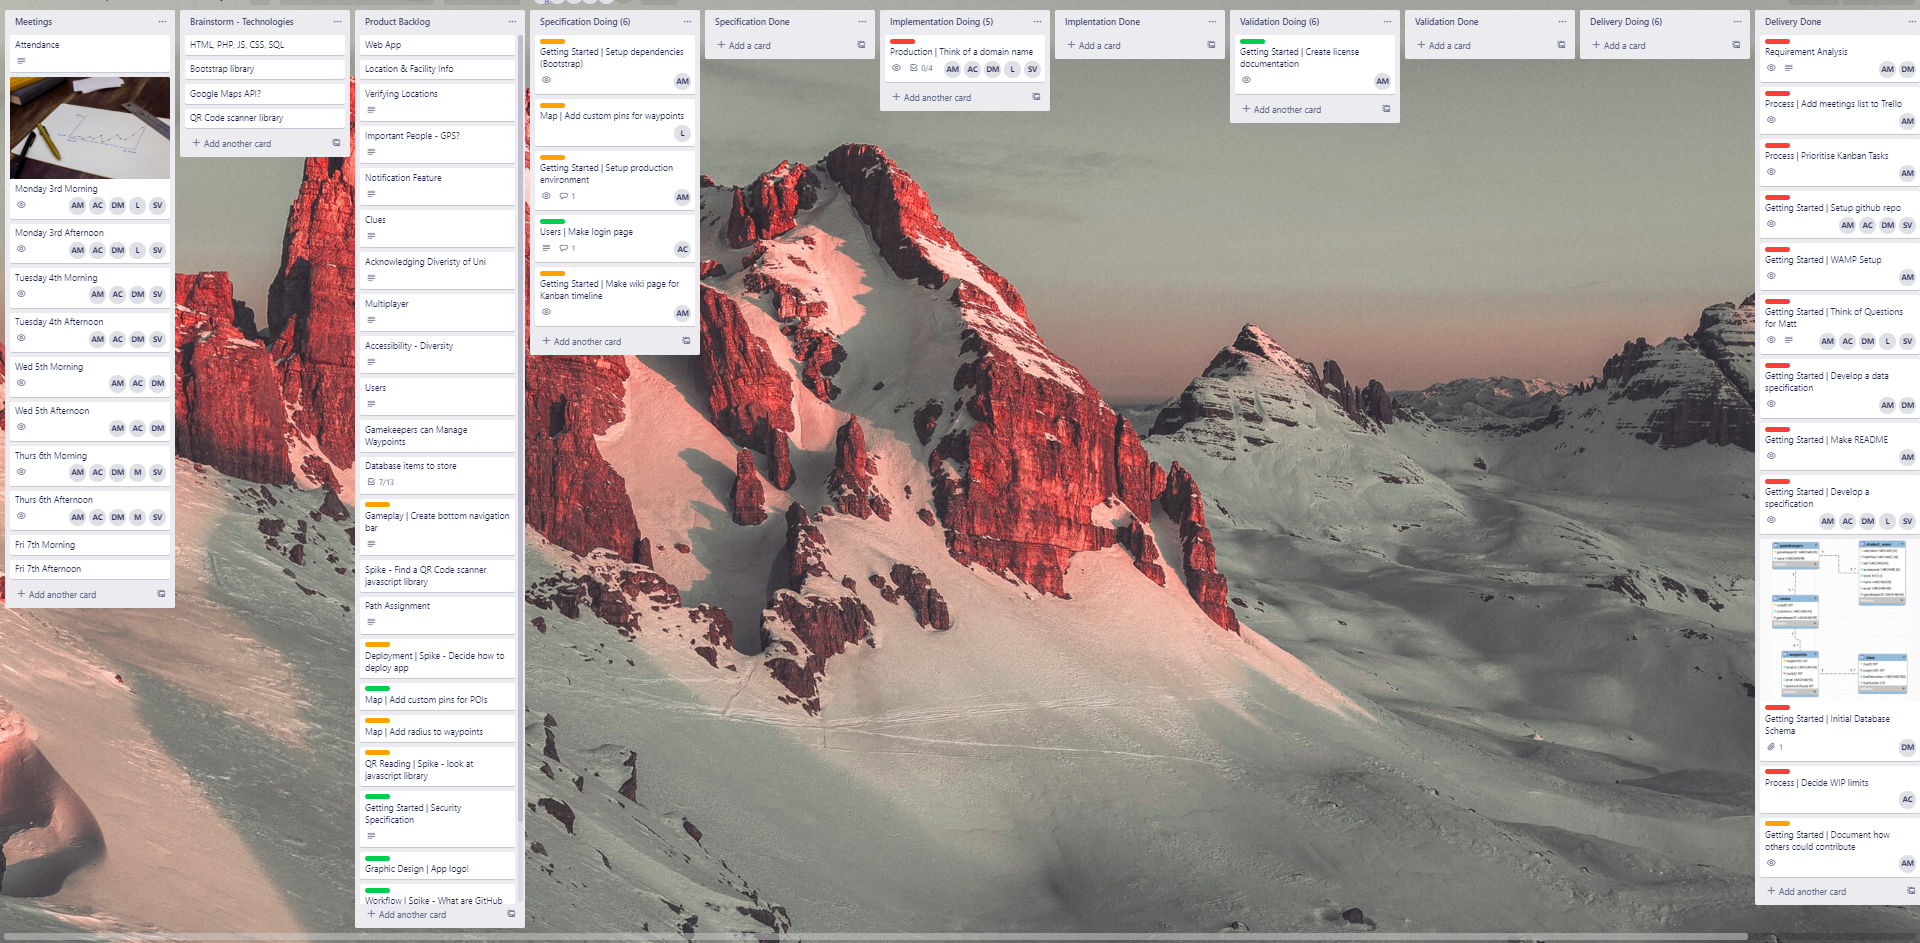 Meetings
Attendance
Monday 3rd Morning
AM AC DM L SV
Monday 3rd Afternoon
AM AC DM L SV
Tuesday 4th Morning
AM AC DM SV
Tuesday 4th Afternoon
AM AC DM SV
Wed 5th Morning
AM AC DM
Wed 5th Afternoon
AM AC DM
Thurs 6th Morning
AM AC DM M SV
Thurs 6th Afternoon
AM AC DM M SV
Fri 7th Morning
Fri 7th Afternoon
+ Add another card
Brainstorm - Technologies
HTML, PHP, JS, CSS, SQL
Bootstrap library
Google Maps API?
QR Code scanner library
+ Add another card
Product Backlog
Web App
Location & Facility Info
Verifying Locations
Important People - GPS?
Notification Feature
Clues
Acknowledging Diveristy of Uni
Multiplayer
Accessibility - Diversity
Users
Gamekeepers can Manage
Waypoints
Database items to store
7/13
Gameplay | Create bottom navigation
bar
Spike - Find a QR Code scanner
javascript library
Path Assignment
Deployment | Spike - Decide how to
deploy app
Map | Add custom pins for POIs
Map | Add radius to waypoints
QR Reading | Spike - look at
javascript library
Getting Started | Security
Specification
Graphic Design | App logo!
Workflow | Spike - What are GitHub
+ Add another card
Specification Doing (6)
Getting Started | Setup dependencies
(Bootstrap)
AM
Map | Add custom pins for waypoints
L
Getting Started | Setup production
environment
1
AM
Users | Make login page
1
AC
Getting Started | Make wiki page for
Kanban timeline
AM
+ Add another card
Specification Done
+ Add a card
Implementation Doing (5)
Production | Think of a domain name
0/4
AM AC DM L SV
+ Add another card
Implentation Done
+ Add a card
Validation Doing (6)
Getting Started | Create license
documentation
AM
+ Add another card
Validation Done
+ Add a card
Delivery Doing (6)
+ Add a card
Delivery Done
Requirement Analysis
AM DM
Process | Add meetings list to Trello
AM
Process | Prioritise Kanban Tasks
AM
Getting Started | Setup github repo
AM AC DM SV
Getting Started | WAMP Setup
AM
Getting Started | Think of Questions
for Matt
AM AC DM L SV
Getting Started | Develop a data
specification
AM DM
Getting Started | Make README
AM
Getting Started | Develop a
specification
AM AC DM L SV
Getting Started | Initial Database
Schema
1
DM
Process | Decide WIP limits
AC
Getting Started | Document how
others could contribute
AM
+ Add another card